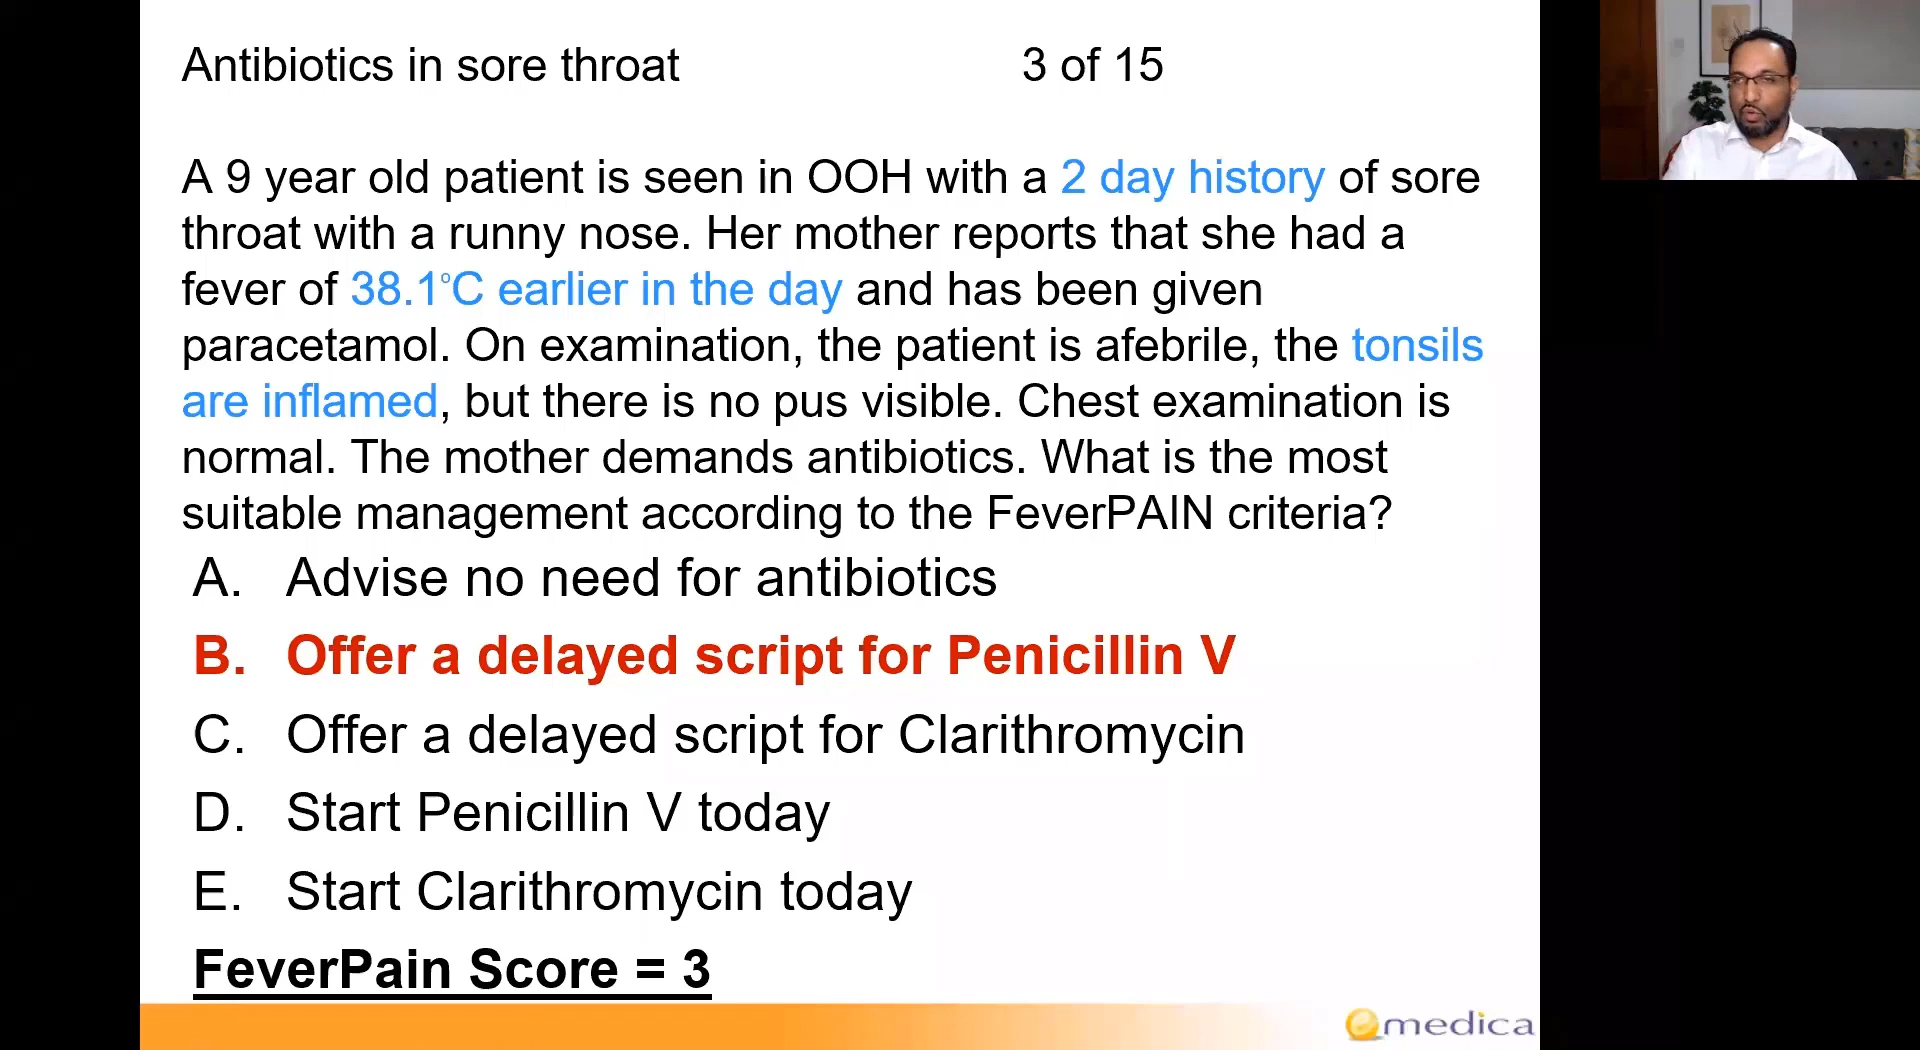 Antibiotics in sore throat 3 of 15
A 9 year old patient is seen in OOH with a 2 day history of sore
throat with a runny nose. Her mother reports that she had a
fever of 38.1°C earlier in the day and has been given
paracetamol. On examination, the patient is afebrile, the tonsils
are inflamed, but there is no pus visible. Chest examination is
normal. The mother demands antibiotics. What is the most
suitable management according to the FeverPAIN criteria?
A. Advise no need for antibiotics
B. Offer a delayed script for Penicillin V
C. Offer a delayed script for Clarithromycin
D. Start Penicillin V today
E. Start Clarithromycin today
FeverPain Score = 3
emedica